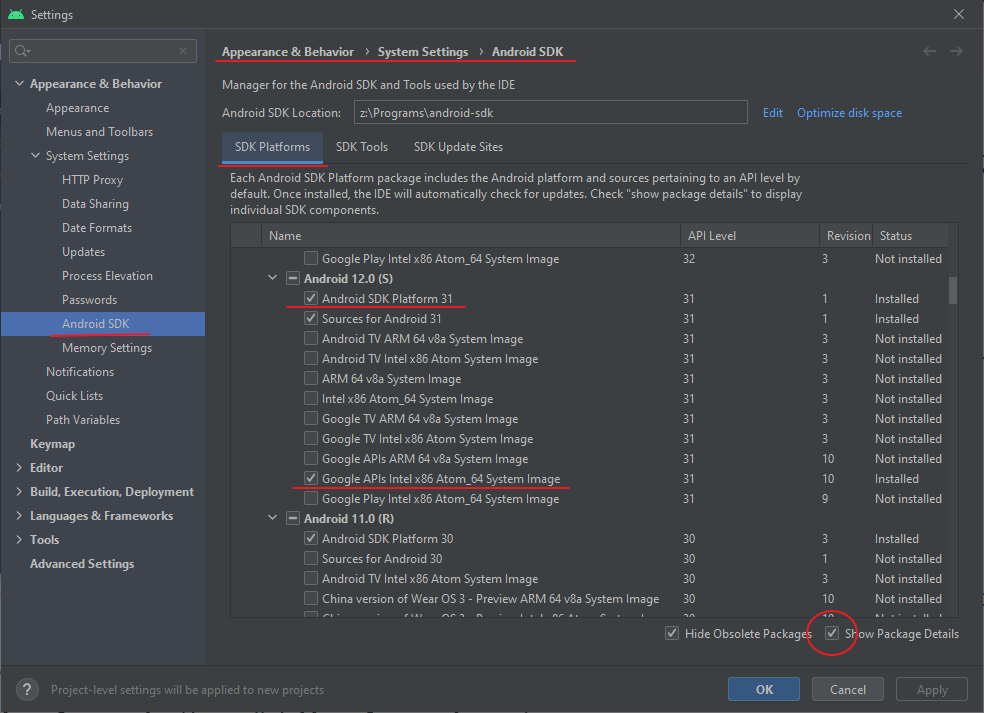 Settings
Appearance & Behavior
Appearance
Menus and Toolbars
System Settings
HTTP Proxy
Data Sharing
Date Formats
Updates
Process Elevation
Passwords
Android SDK
Memory Settings
Notifications
Quick Lists
Path Variables
Keymap
Editor
Build, Execution, Deployment
Languages & Frameworks
Tools
Advanced Settings
Appearance & Behavior › System Settings › Android SDK
Manager for the Android SDK and Tools used by the IDE
Android SDK Location: z:\Programs\android-sdk Edit Optimize disk space
SDK Platforms SDK Tools SDK Update Sites
Each Android SDK Platform package includes the Android platform and sources pertaining to an API level by
default. Once installed, the IDE will automatically check for updates. Check "show package details" to display
individual SDK components.
Name API Level Revision Status
Google Play Intel x86 Atom_64 System Image 32 3 Not installed
Android 12.0 (S)
Android SDK Platform 31 31 1 Installed
Sources for Android 31 31 1 Installed
Android TV ARM 64 v8a System Image 31 3 Not installed
Android TV Intel x86 Atom System Image 31 3 Not installed
ARM 64 v8a System Image 31 3 Not installed
Intel x86 Atom_64 System Image 31 3 Not installed
Google TV ARM 64 v8a System Image 31 3 Not installed
Google TV Intel x86 Atom System Image 31 3 Not installed
Google APIs ARM 64 v8a System Image 31 10 Not installed
Google APIs Intel x86 Atom_64 System Image 31 10 Installed
Google Play Intel x86 Atom_64 System Image 31 9 Not installed
Android 11.0 (R)
Android SDK Platform 30 30 3 Installed
Sources for Android 30 30 1 Not installed
Android TV Intel x86 Atom System Image 30 3 Not installed
China version of Wear OS 3 - Preview ARM 64 v8a System Image 30 10 Not installed
Hide Obsolete Packages Show Package Details
? Project-level settings will be applied to new projects
OK Cancel Apply